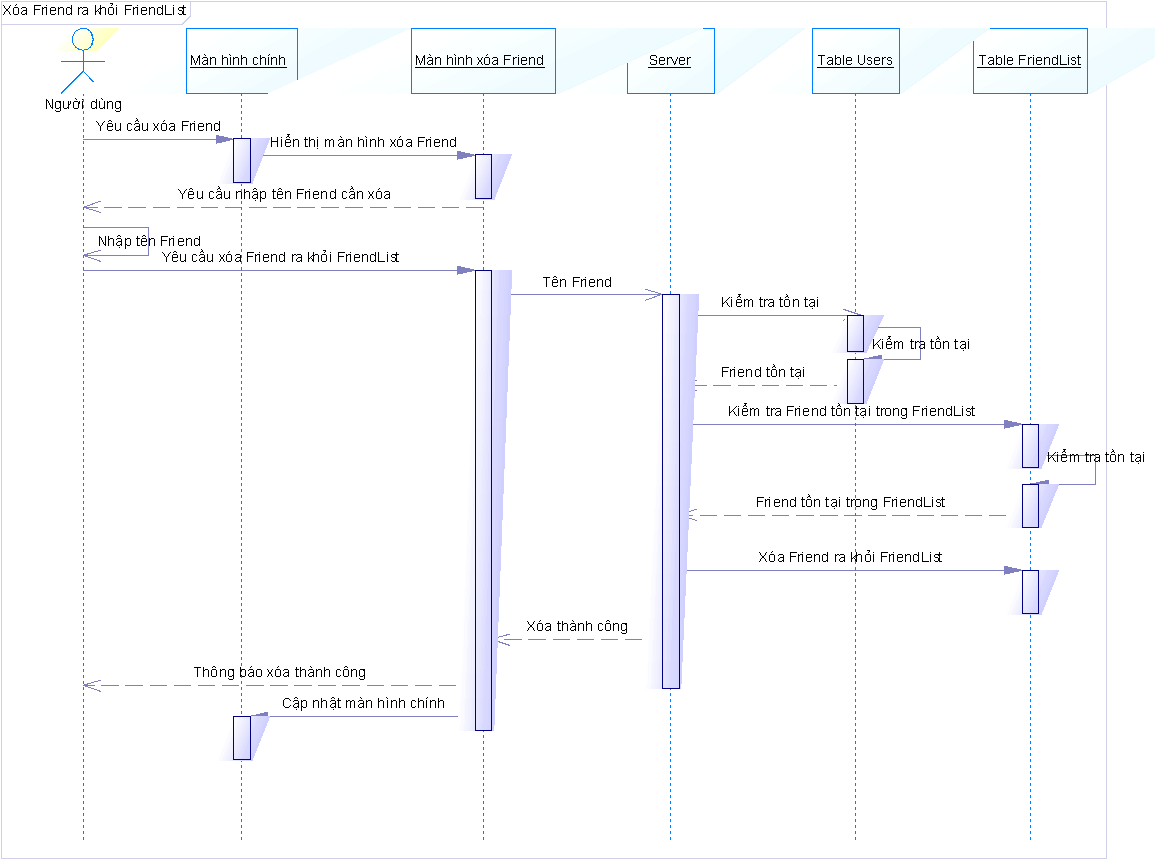 Xóa Friend ra khỏi FriendList
Màn hình chính
Màn hình xóa Friend
Server
Table Users
Table FriendList
Người dùng
Yêu cầu xóa Friend
Hiển thị màn hình xóa Friend
Yêu cầu nhập tên Friend cần xóa
Nhập tên Friend
Yêu cầu xóa Friend ra khỏi FriendList
Tên Friend
Kiểm tra tồn tại
Kiểm tra tồn tại
Friend tồn tại
Kiểm tra Friend tồn tại trong FriendList
Kiểm tra tồn tại
Friend tồn tại trong FriendList
Xóa Friend ra khỏi FriendList
Xóa thành công
Thông báo xóa thành công
Cập nhật màn hình chính